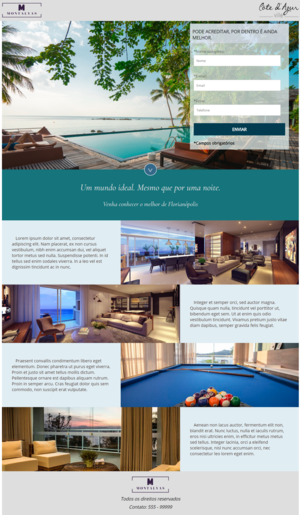 M
MONTALVAS
Côte d'Azur
PODE ACREDITAR, POR DENTRO É AINDA
MELHOR.
Nome
Email
Telefone
ENVIAR
*Campos obrigatórios
Um mundo ideal. Mesmo que por uma noite.
Venha conhecer o melhor de Florianópolis
Lorem ipsum dolor sit amet, consectetur
adipiscing elit. Nam placerat, ex non cursus
vestibulum, nibh enim accumsan dui, vel aliquat
tortor metus sed nulla. Suspendisse potenti. In id
tellus sed enim sodales viverra. In a leo vel est
dignissim tincidunt ac in nunc.
Integer et semper orci, sed auctor magna.
Quisque quam nulla, tincidunt vel porttitor ut,
bibendum eget sem. Ut at enim quis odio
vestibulum tincidunt. Vivamus pretium justo vitae
diam dapibus, semper gravida felis feugiat.
Praesent convallis condimentum libero eget
elementum. Donec pharetra ut purus eget viverra.
Proin et justo sit amet tellus mollis dictum.
Pellentesque ornare est dapibus aliquam rutrum.
Proin in semper arcu. Cras feugiat dolor quis sem
commodo, non suscipit erat vulputate.
Aenean non lacus auctor, fermentum elit non,
blandit erat. Nunc luctus, nulla et iaculis rutrum,
eros nisi ultricies enim, in efficitur metus metus
sed tellus. Integer lacinia, orci a eleifend
scelerisque, nisl nunc accumsan orci, nec
consectetur leo lorem eget enim.
M
MONTALVAS
Todos os direitos reservados
Contato: 355 - 99999